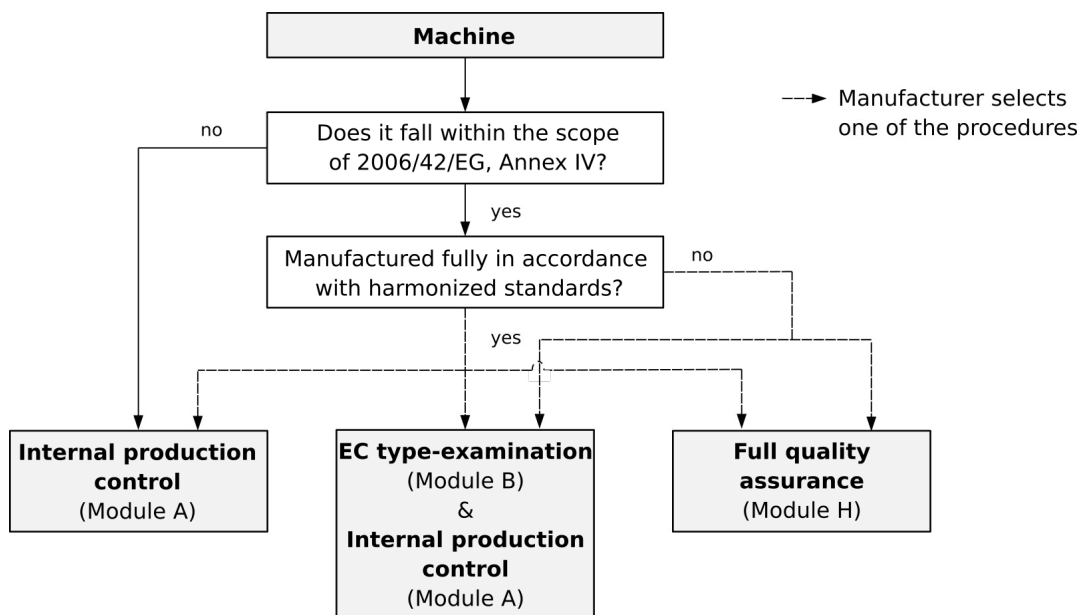 Machine
Manufacturer selects
one of the procedures
no
Does it fall within the scope
of 2006/42/EG, Annex IV?
yes
Manufactured fully in accordance
with harmonized standards?
no
yes
Internal production
control
(Module A)
EC type-examination
(Module B)
&
Internal production
control
(Module A)
Full quality
assurance
(Module H)